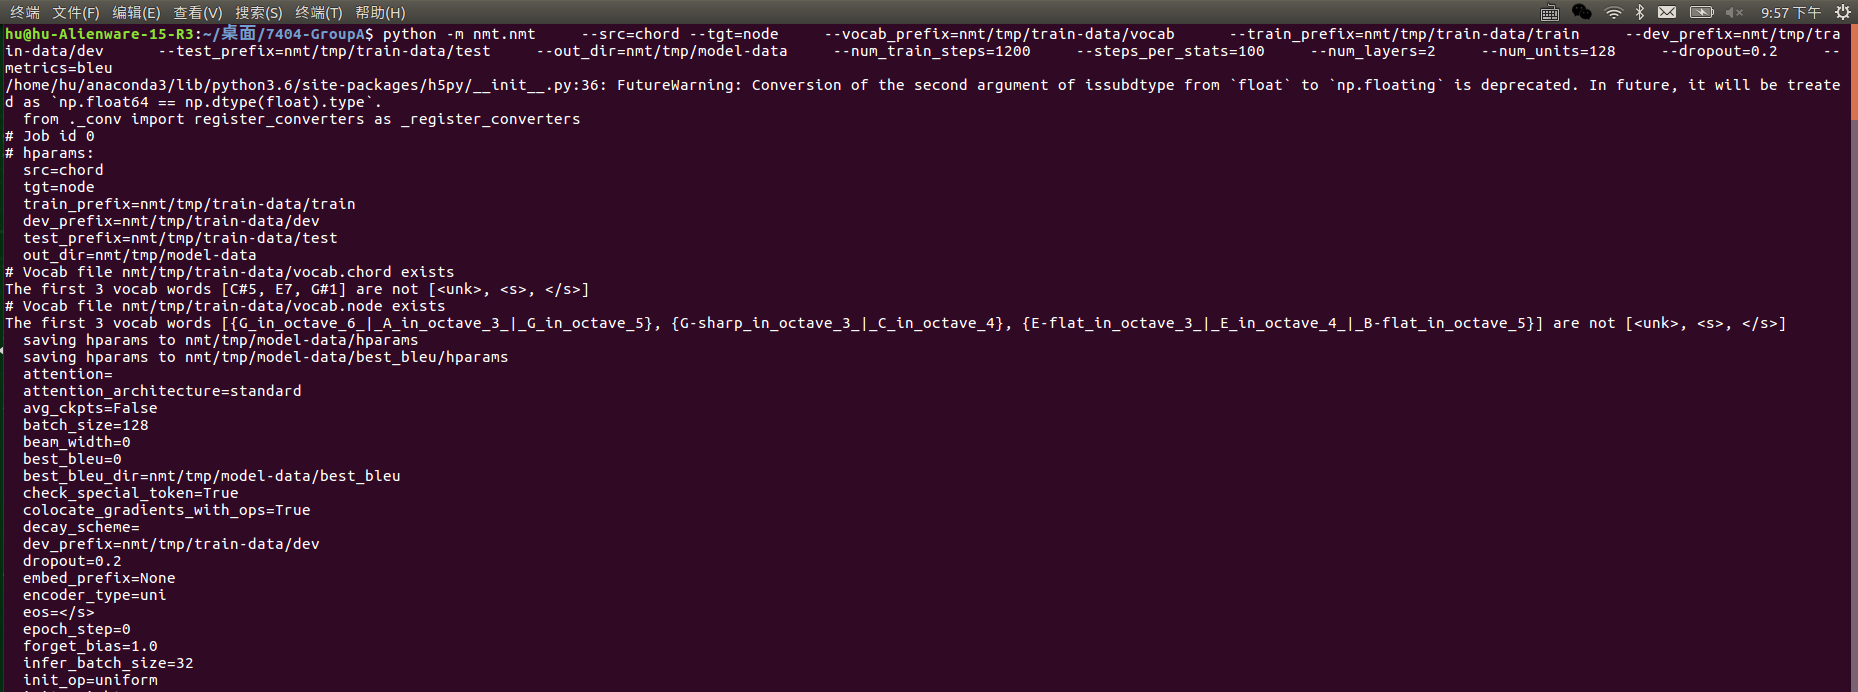 终端 文件(F) 编辑(E) 查看(V) 搜索(S) 终端(T) 帮助(H) 9:57 下午
hu@hu-Alienware-15-R3:~/桌面/7404-GroupA$ python -m nmt.nmt --src=chord --tgt=node --vocab_prefix=nmt/tmp/train-data/vocab --train_prefix=nmt/tmp/train-data/train --dev_prefix=nmt/tmp/tra
in-data/dev --test_prefix=nmt/tmp/train-data/test --out_dir=nmt/tmp/model-data --num_train_steps=1200 --steps_per_stats=100 --num_layers=2 --num_units=128 --dropout=0.2 --
metrics=bleu
/home/hu/anaconda3/lib/python3.6/site-packages/h5py/__init__.py:36: FutureWarning: Conversion of the second argument of issubdtype from `float` to `np.floating` is deprecated. In future, it will be treate
d as `np.float64 == np.dtype(float).type`.
from ._conv import register_converters as _register_converters
# Job id 0
# hparams:
src=chord
tgt=node
train_prefix=nmt/tmp/train-data/train
dev_prefix=nmt/tmp/train-data/dev
test_prefix=nmt/tmp/train-data/test
out_dir=nmt/tmp/model-data
# Vocab file nmt/tmp/train-data/vocab.chord exists
The first 3 vocab words [C#5, E7, G#1] are not [<unk>, <s>, </s>]
# Vocab file nmt/tmp/train-data/vocab.node exists
The first 3 vocab words [{G_in_octave_6_|_A_in_octave_3_|_G_in_octave_5}, {G-sharp_in_octave_3_|_C_in_octave_4}, {E-flat_in_octave_3_|_E_in_octave_4_|_B-flat_in_octave_5}] are not [<unk>, <s>, </s>]
saving hparams to nmt/tmp/model-data/hparams
saving hparams to nmt/tmp/model-data/best_bleu/hparams
attention=
attention_architecture=standard
avg_ckpts=False
batch_size=128
beam_width=0
best_bleu=0
best_bleu_dir=nmt/tmp/model-data/best_bleu
check_special_token=True
colocate_gradients_with_ops=True
decay_scheme=
dev_prefix=nmt/tmp/train-data/dev
dropout=0.2
embed_prefix=None
encoder_type=uni
eos=</s>
epoch_step=0
forget_bias=1.0
infer_batch_size=32
init_op=uniform